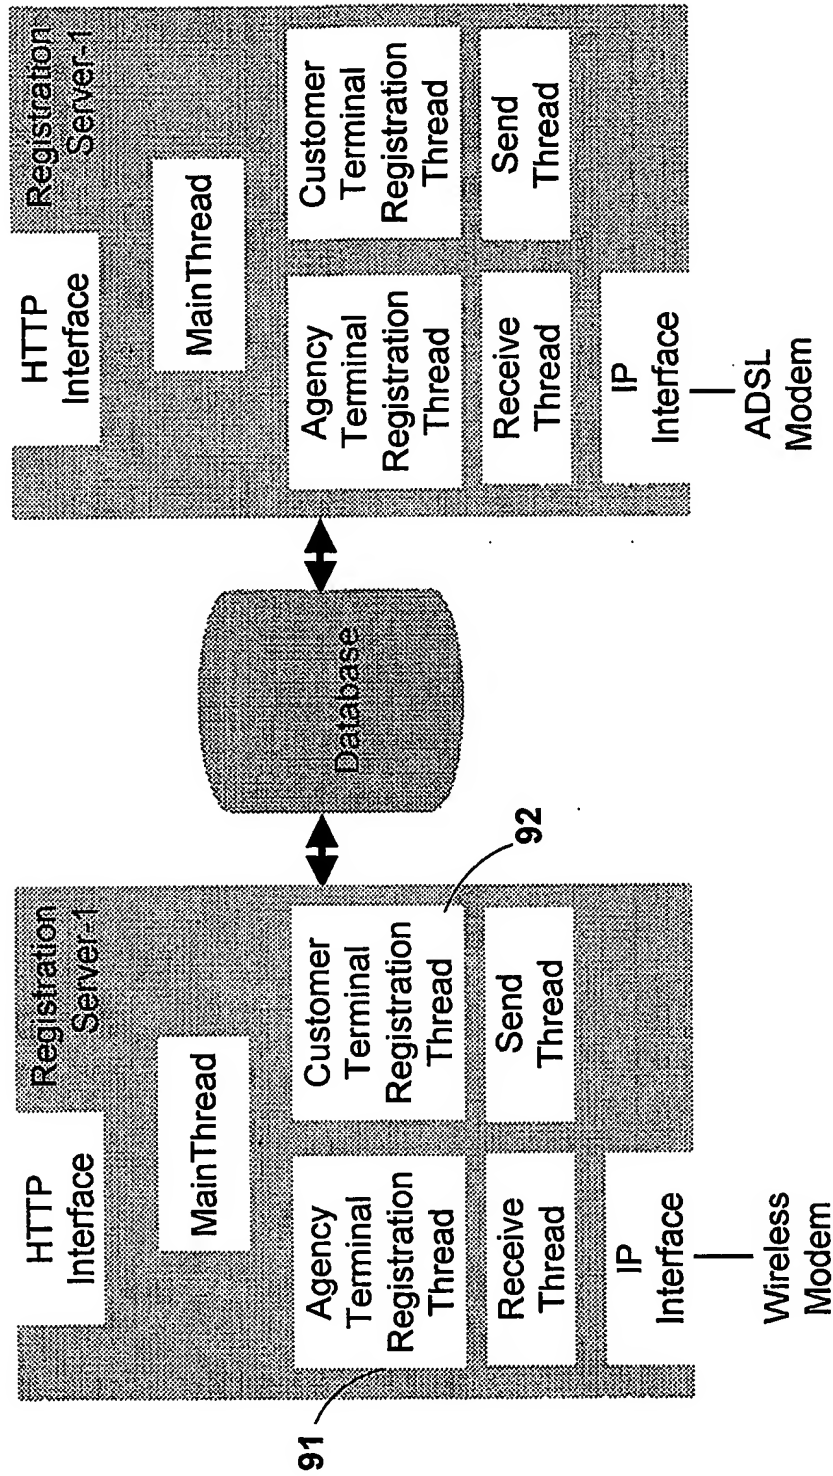 HTTP
Interface
Registration
Server-1
MainThread
Agency
Terminal
Registration
Thread
Customer
Terminal
Registration
Thread
Receive
Thread
Send
Thread
IP
Interface
Wireless
Modem
91
92
Database
HTTP
Interface
Registration
Server-1
MainThread
Agency
Terminal
Registration
Thread
Customer
Terminal
Registration
Thread
Receive
Thread
Send
Thread
IP
Interface
ADSL
Modem